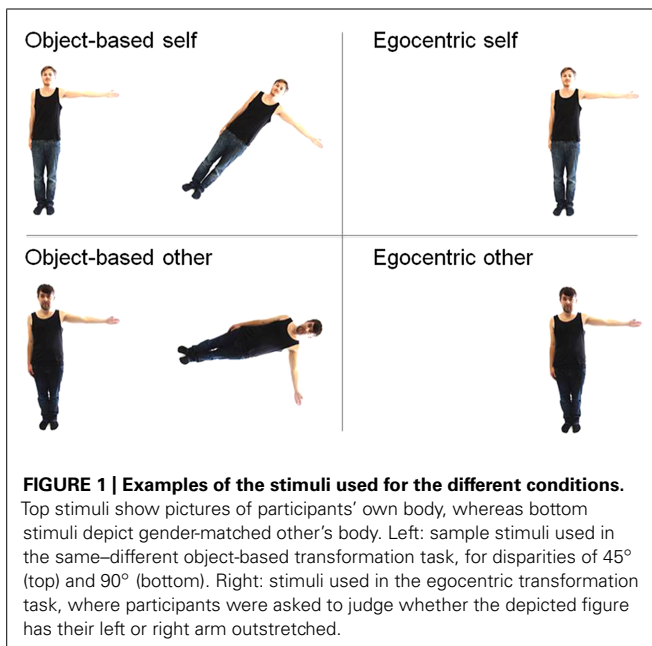 Object-based self
Egocentric self
Object-based other
Egocentric other
FIGURE 1 | Examples of the stimuli used for the different conditions.
Top stimuli show pictures of participants’ own body, whereas bottom
stimuli depict gender-matched other’s body. Left: sample stimuli used in
the same–different object-based transformation task, for disparities of 45°
(top) and 90° (bottom). Right: stimuli used in the egocentric transformation
task, where participants were asked to judge whether the depicted figure
has their left or right arm outstretched.